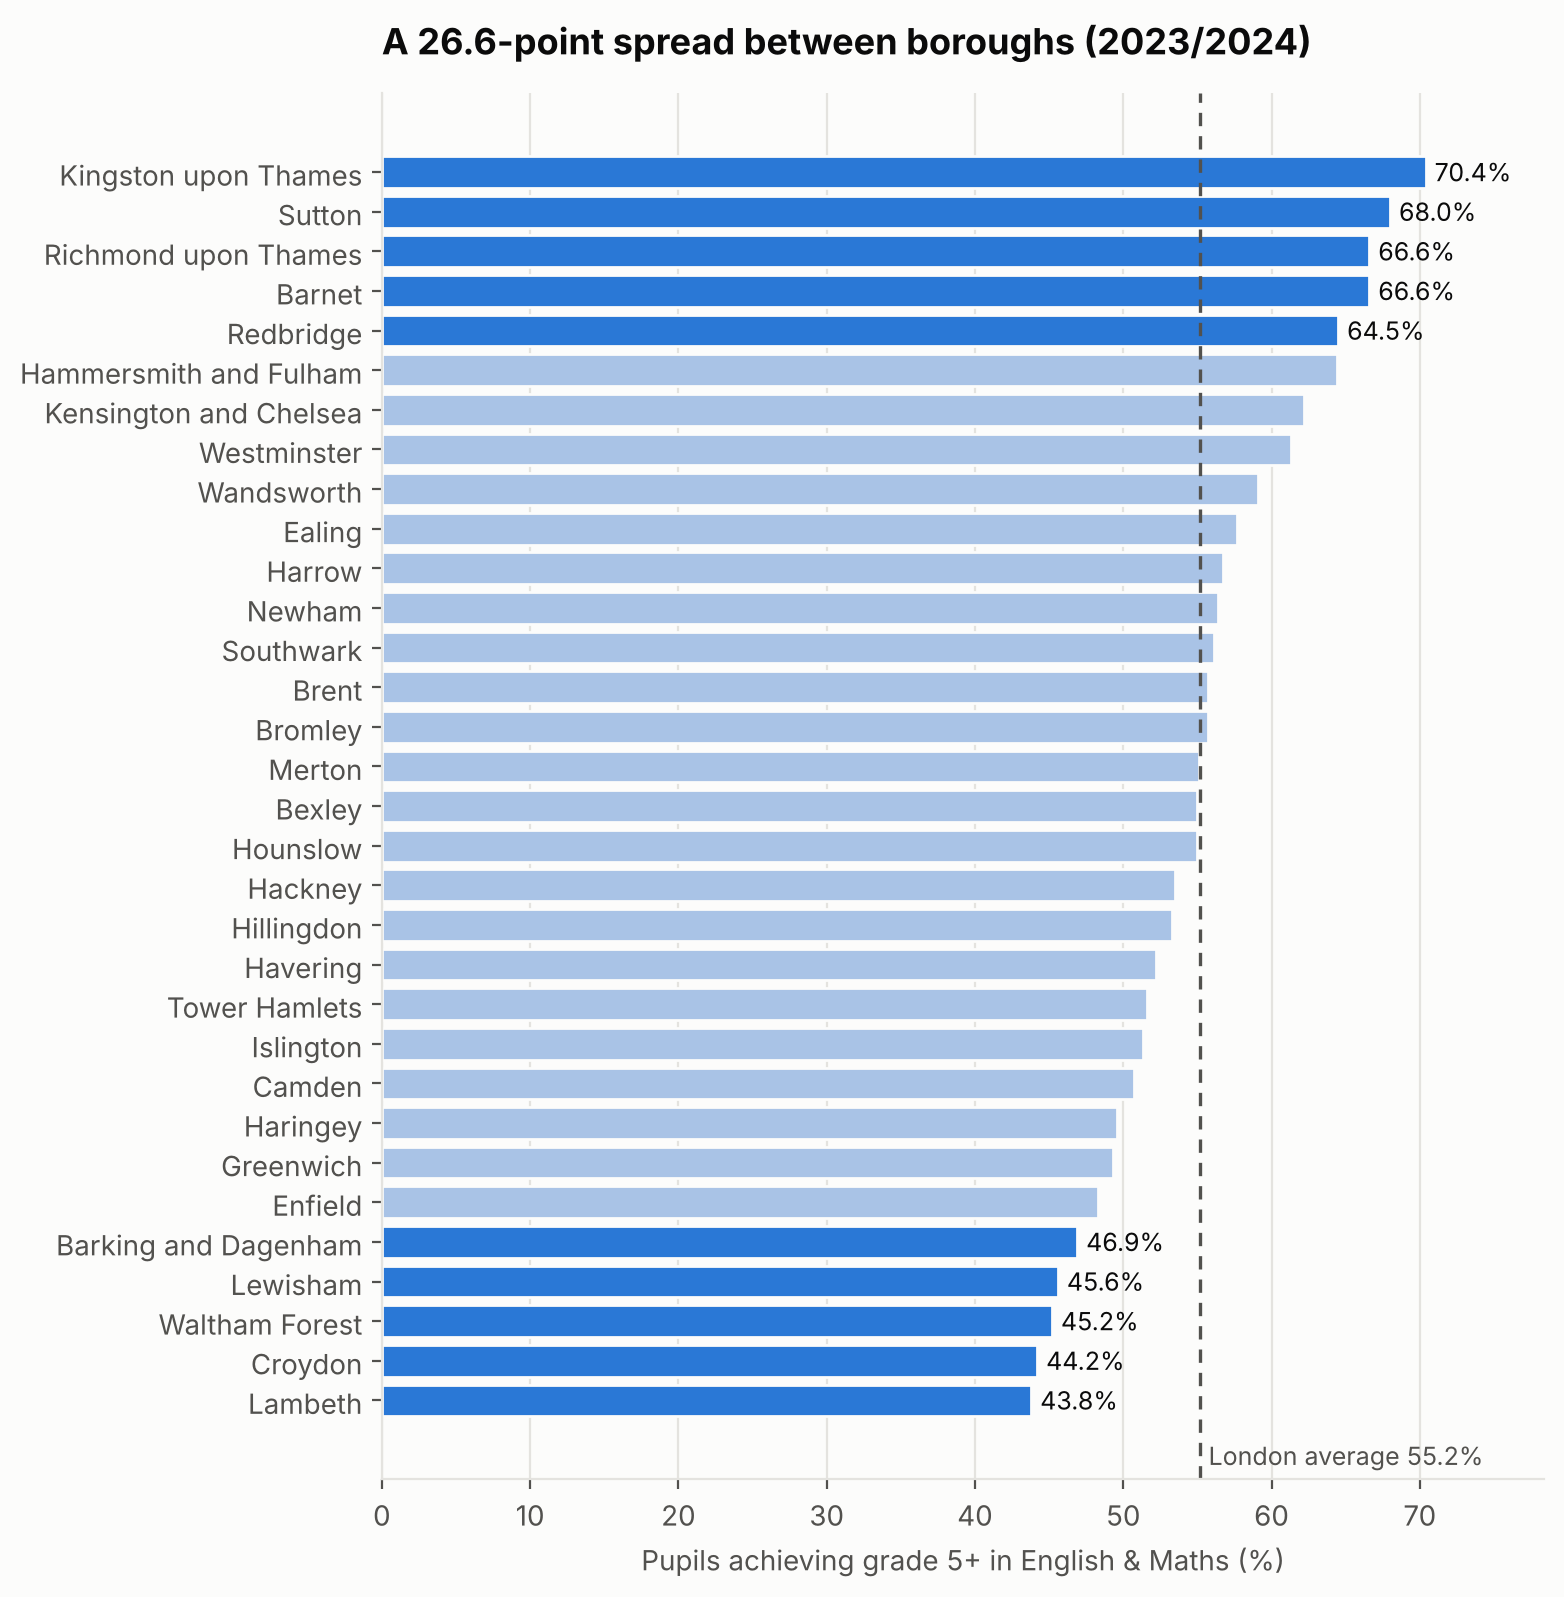 A 26.6-point spread between boroughs (2023/2024)
Kingston upon Thames 70.4%
Sutton 68.0%
Richmond upon Thames 66.6%
Barnet 66.6%
Redbridge 64.5%
Hammersmith and Fulham
Kensington and Chelsea
Westminster
Wandsworth
Ealing
Harrow
Newham
Southwark
Brent
Bromley
Merton
Bexley
Hounslow
Hackney
Hillingdon
Havering
Tower Hamlets
Islington
Camden
Haringey
Greenwich
Enfield
Barking and Dagenham 46.9%
Lewisham 45.6%
Waltham Forest 45.2%
Croydon 44.2%
Lambeth 43.8%
London average 55.2%
0 10 20 30 40 50 60 70
Pupils achieving grade 5+ in English & Maths (%)